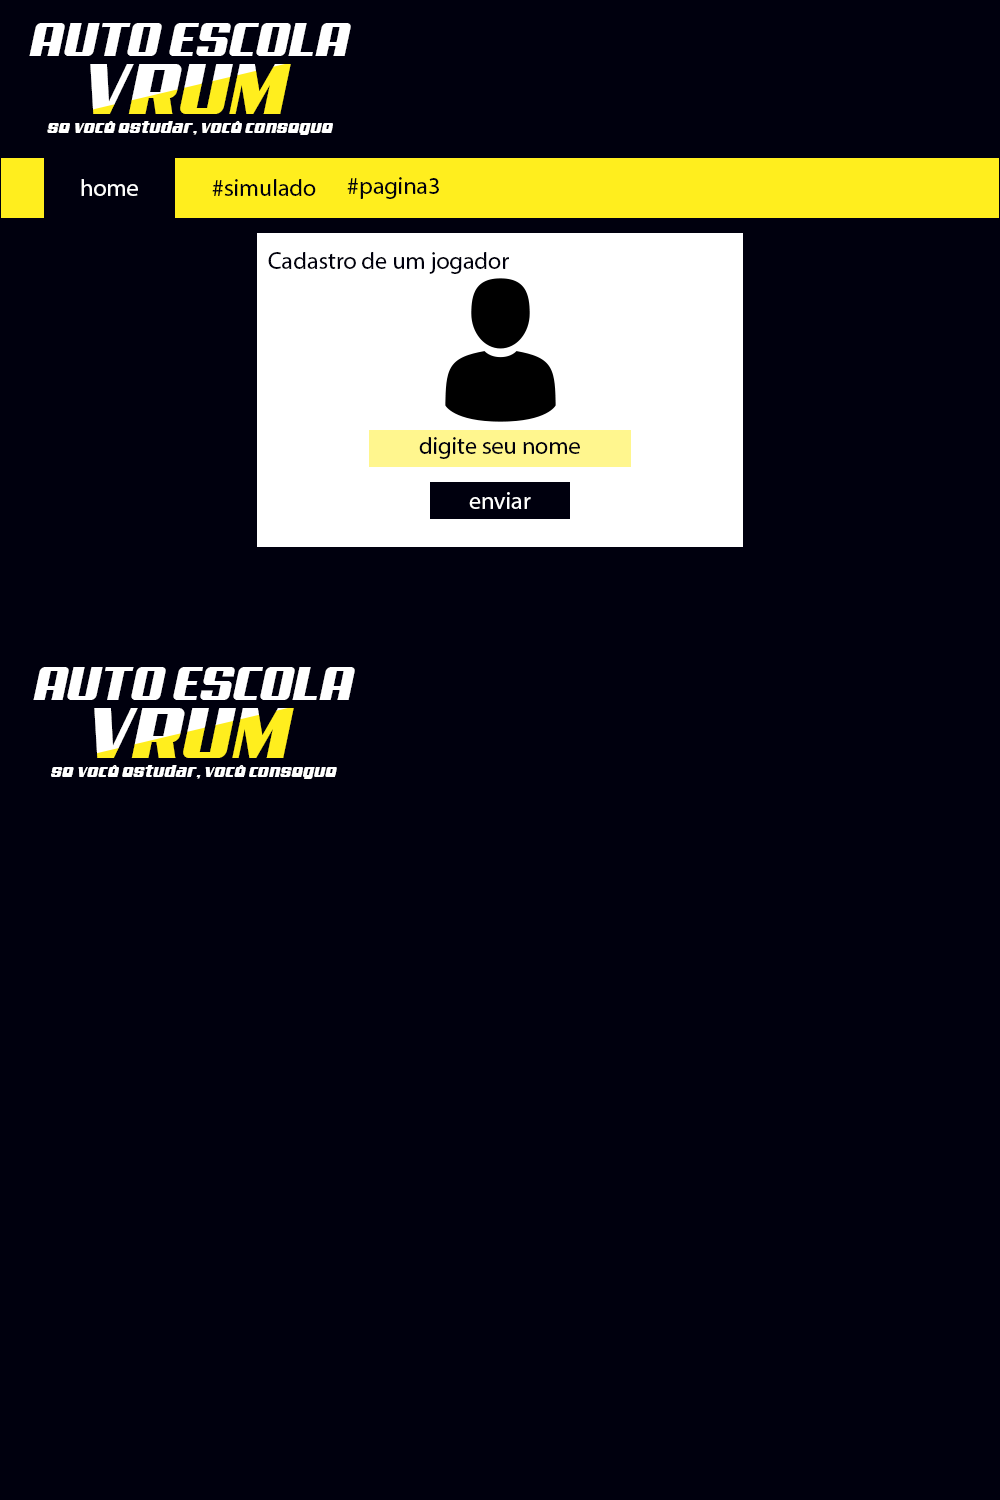 AUTO ESCOLA
VRUM
se você estudar, você consegue
home #simulado #pagina3
Cadastro de um jogador
digite seu nome
enviar
AUTO ESCOLA
VRUM
se você estudar, você consegue